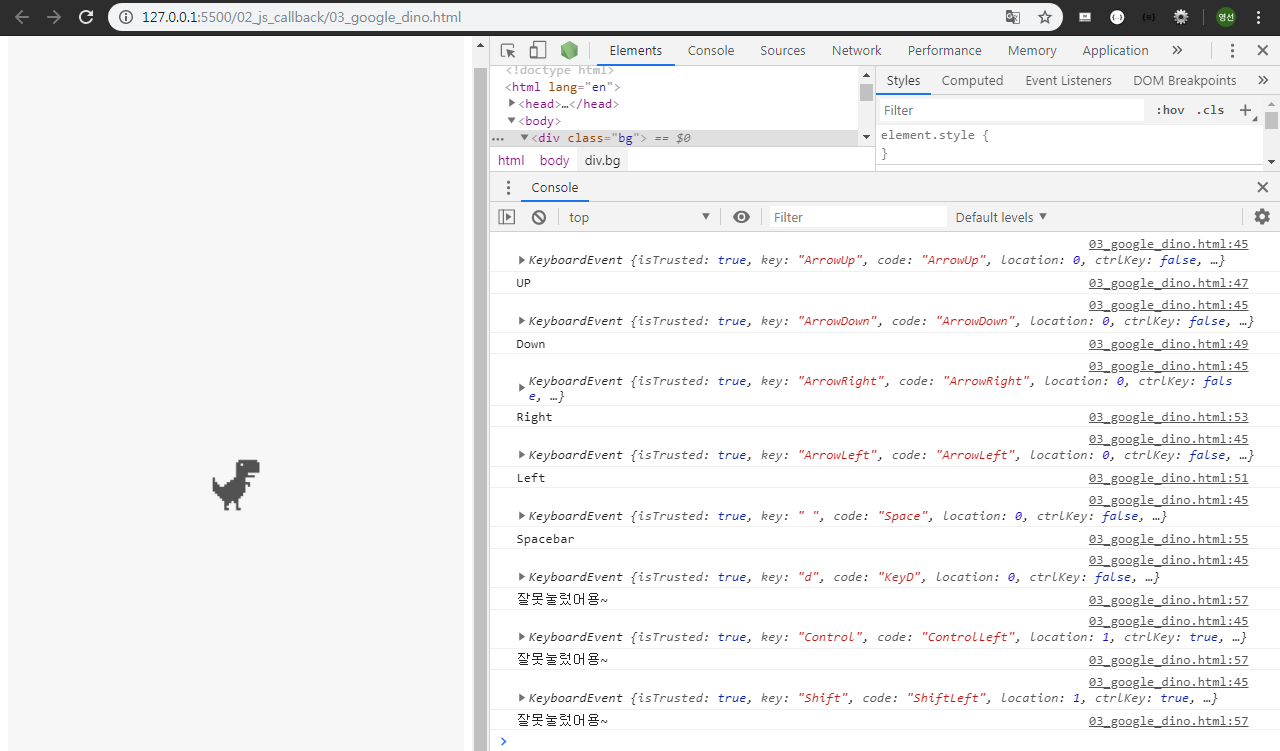 127.0.0.1:5500/02_js_callback/03_google_dino.html
영선
Elements Console Sources Network Performance Memory Application »
<!doctype html>
<html lang="en">
<head>…</head>
<body>
… <div class="bg"> == $0
html body div.bg
Styles Computed Event Listeners DOM Breakpoints »
Filter :hov .cls +
element.style {
}
Console
top Filter Default levels
03_google_dino.html:45
KeyboardEvent {isTrusted: true, key: "ArrowUp", code: "ArrowUp", location: 0, ctrlKey: false, …}
UP 03_google_dino.html:47
03_google_dino.html:45
KeyboardEvent {isTrusted: true, key: "ArrowDown", code: "ArrowDown", location: 0, ctrlKey: false, …}
Down 03_google_dino.html:49
03_google_dino.html:45
KeyboardEvent {isTrusted: true, key: "ArrowRight", code: "ArrowRight", location: 0, ctrlKey: fals
e, …}
Right 03_google_dino.html:53
03_google_dino.html:45
KeyboardEvent {isTrusted: true, key: "ArrowLeft", code: "ArrowLeft", location: 0, ctrlKey: false, …}
Left 03_google_dino.html:51
03_google_dino.html:45
KeyboardEvent {isTrusted: true, key: " ", code: "Space", location: 0, ctrlKey: false, …}
Spacebar 03_google_dino.html:55
03_google_dino.html:45
KeyboardEvent {isTrusted: true, key: "d", code: "KeyD", location: 0, ctrlKey: false, …}
잘못눌렀어용~ 03_google_dino.html:57
03_google_dino.html:45
KeyboardEvent {isTrusted: true, key: "Control", code: "ControlLeft", location: 1, ctrlKey: true, …}
잘못눌렀어용~ 03_google_dino.html:57
03_google_dino.html:45
KeyboardEvent {isTrusted: true, key: "Shift", code: "ShiftLeft", location: 1, ctrlKey: true, …}
잘못눌렀어용~ 03_google_dino.html:57